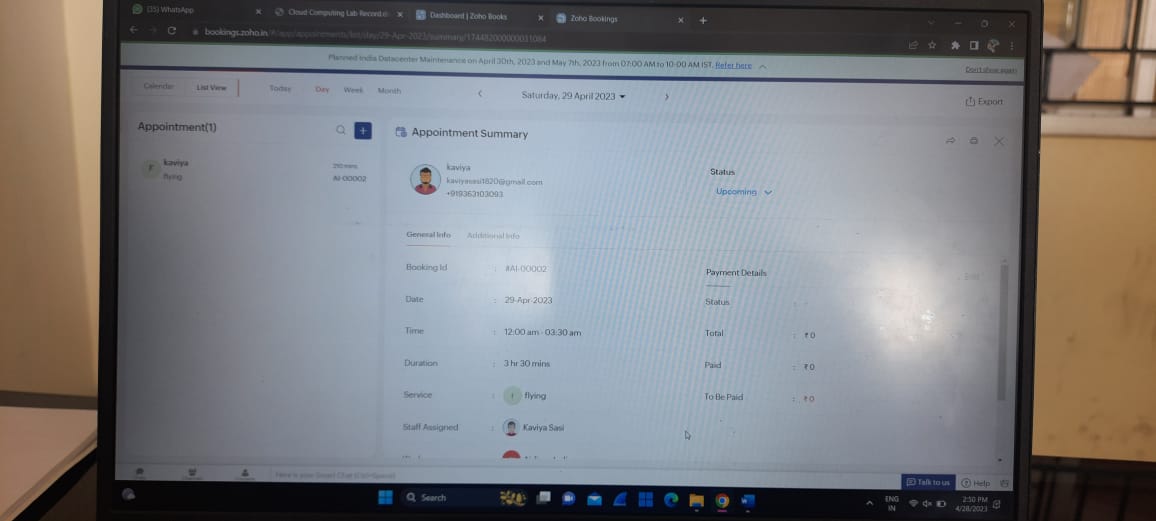 (35) WhatsApp
Cloud Computing Lab Record
Dashboard | Zoho Books
Zoho Bookings
bookings.zoho.in/#/app/appointments/list/day/29-Apr-2023/summary/174482000000031084
Planned India Datacenter Maintenance on April 30th, 2023 and May 7th, 2023 from 07:00 AM to 10:00 AM IST. Refer here
Don't show again
Calendar List View Today Day Week Month
Saturday, 29 April 2023
Export
Appointment(1)
Appointment Summary
F kaviya
flying
210 mins
AI-00002
kaviya
kaviyasasi1820@gmail.com
+919363103093
Status
Upcoming
General Info Additional Info
Booking Id : #AI-00002
Date : 29-Apr-2023
Time : 12:00 am - 03:30 am
Duration : 3 hr 30 mins
Service : f flying
Staff Assigned : Kaviya Sasi
Payment Details
Edit
Status :
Total : ₹ 0
Paid : ₹ 0
To Be Paid : ₹ 0
Here is your Smart Chat (Ctrl+Space)
Talk to us
Help
Search
ENG
IN
2:50 PM
4/28/2023